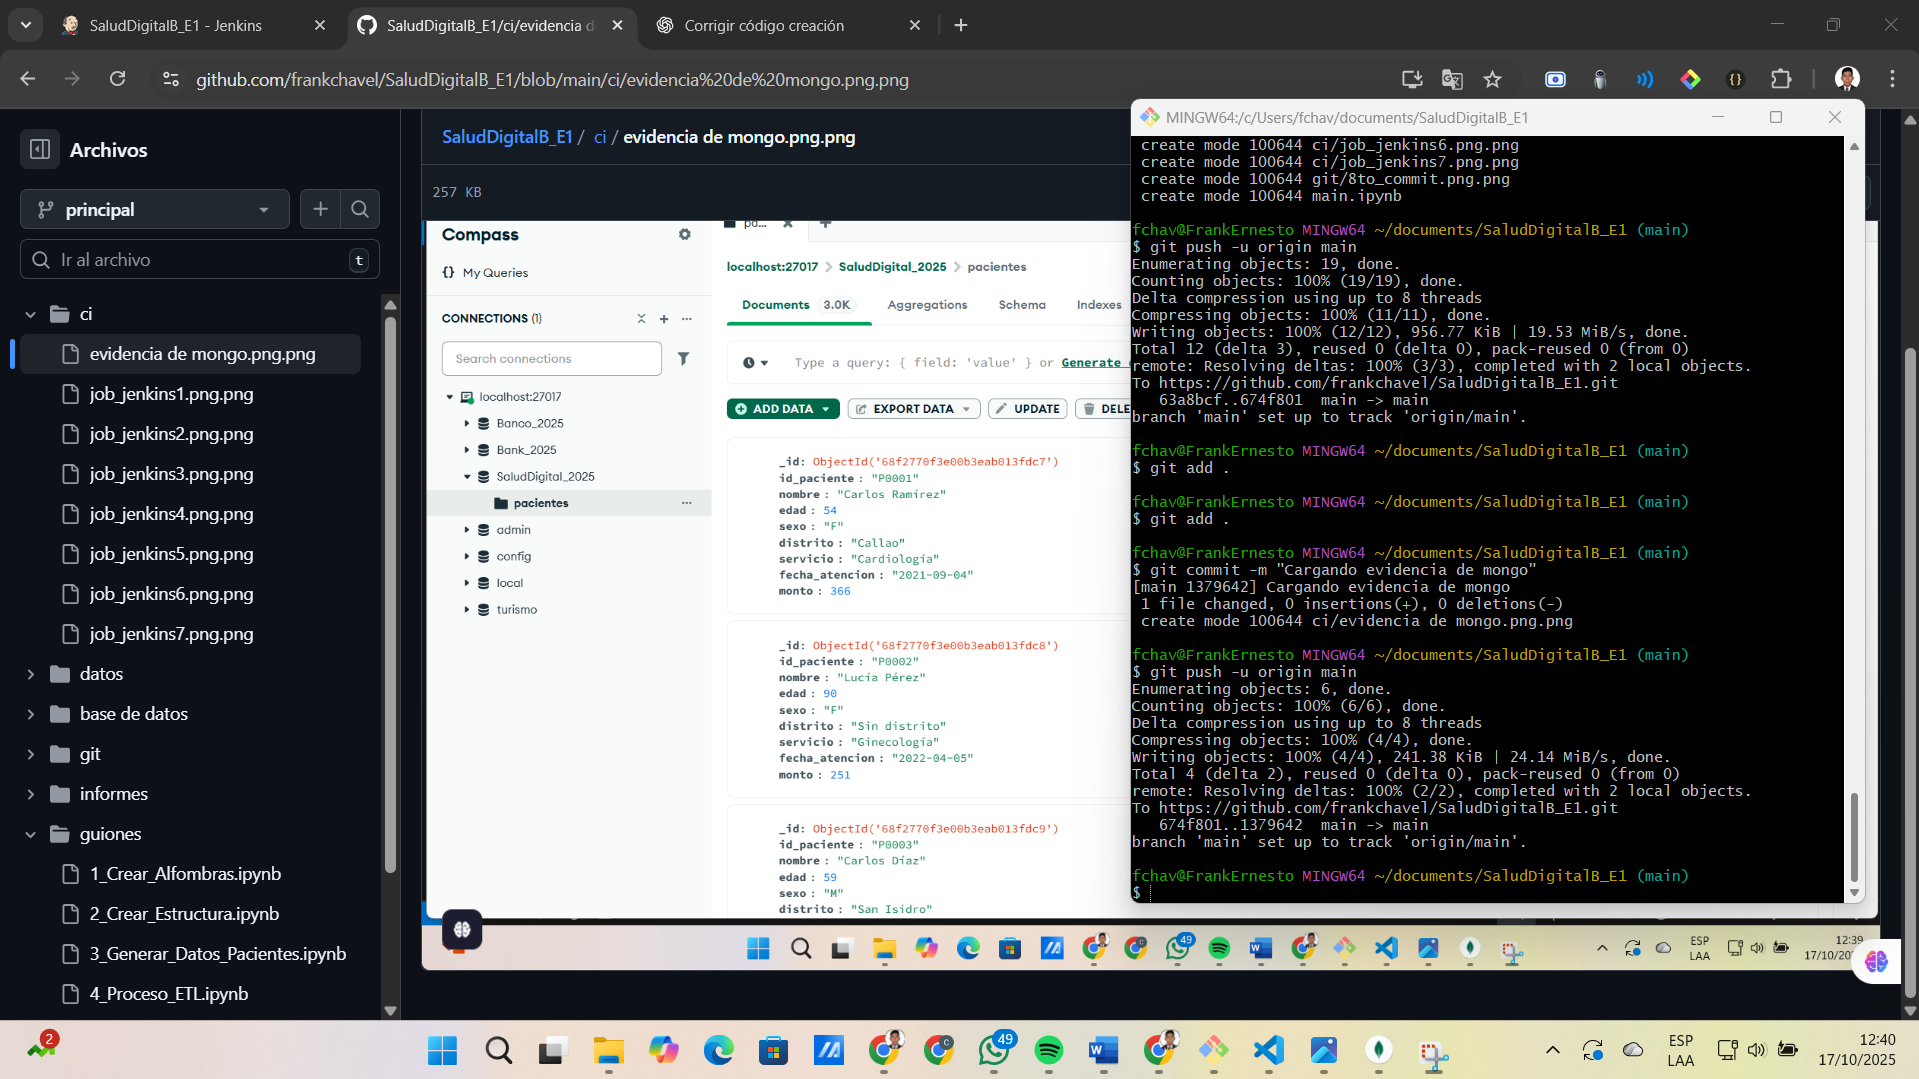 SaludDigitalB_E1 - Jenkins
SaludDigitalB_E1/ci/evidencia d
Corrigir código creación
github.com/frankchavel/SaludDigitalB_E1/blob/main/ci/evidencia%20de%20mongo.png.png
Archivos
principal
Ir al archivo
t
ci
evidencia de mongo.png.png
job_jenkins1.png.png
job_jenkins2.png.png
job_jenkins3.png.png
job_jenkins4.png.png
job_jenkins5.png.png
job_jenkins6.png.png
job_jenkins7.png.png
datos
base de datos
git
informes
guiones
1_Crear_Alfombras.ipynb
2_Crear_Estructura.ipynb
3_Generar_Datos_Pacientes.ipynb
4_Proceso_ETL.ipynb
SaludDigitalB_E1 / ci / evidencia de mongo.png.png
257 KB
Compass
My Queries
CONNECTIONS (1)
Search connections
localhost:27017
Banco_2025
Bank_2025
SaludDigital_2025
pacientes
admin
config
local
turismo
pa...
localhost:27017 > SaludDigital_2025 > pacientes
Documents 3.0K Aggregations Schema Indexes
Type a query: { field: 'value' } or Generate
ADD DATA EXPORT DATA UPDATE DELE
_id: ObjectId('68f2770f3e00b3eab013fdc7')
id_paciente : "P0001"
nombre : "Carlos Ramírez"
edad : 54
sexo : "F"
distrito : "Callao"
servicio : "Cardiología"
fecha_atencion : "2021-09-04"
monto : 366
_id: ObjectId('68f2770f3e00b3eab013fdc8')
id_paciente : "P0002"
nombre : "Lucía Pérez"
edad : 90
sexo : "F"
distrito : "Sin distrito"
servicio : "Ginecología"
fecha_atencion : "2022-04-05"
monto : 251
_id: ObjectId('68f2770f3e00b3eab013fdc9')
id_paciente : "P0003"
nombre : "Carlos Díaz"
edad : 59
sexo : "M"
distrito : "San Isidro"
49
ESP
LAA
12:39
17/10/202
MINGW64:/c/Users/fchav/documents/SaludDigitalB_E1
create mode 100644 ci/job_jenkins6.png.png
create mode 100644 ci/job_jenkins7.png.png
create mode 100644 git/8to_commit.png.png
create mode 100644 main.ipynb
fchav@FrankErnesto MINGW64 ~/documents/SaludDigitalB_E1 (main)
$ git push -u origin main
Enumerating objects: 19, done.
Counting objects: 100% (19/19), done.
Delta compression using up to 8 threads
Compressing objects: 100% (11/11), done.
Writing objects: 100% (12/12), 956.77 KiB | 19.53 MiB/s, done.
Total 12 (delta 3), reused 0 (delta 0), pack-reused 0 (from 0)
remote: Resolving deltas: 100% (3/3), completed with 2 local objects.
To https://github.com/frankchavel/SaludDigitalB_E1.git
63a8bcf..674f801 main -> main
branch 'main' set up to track 'origin/main'.
fchav@FrankErnesto MINGW64 ~/documents/SaludDigitalB_E1 (main)
$ git add .
fchav@FrankErnesto MINGW64 ~/documents/SaludDigitalB_E1 (main)
$ git add .
fchav@FrankErnesto MINGW64 ~/documents/SaludDigitalB_E1 (main)
$ git commit -m "Cargando evidencia de mongo"
[main 1379642] Cargando evidencia de mongo
1 file changed, 0 insertions(+), 0 deletions(-)
create mode 100644 ci/evidencia de mongo.png.png
fchav@FrankErnesto MINGW64 ~/documents/SaludDigitalB_E1 (main)
$ git push -u origin main
Enumerating objects: 6, done.
Counting objects: 100% (6/6), done.
Delta compression using up to 8 threads
Compressing objects: 100% (4/4), done.
Writing objects: 100% (4/4), 241.38 KiB | 24.14 MiB/s, done.
Total 4 (delta 2), reused 0 (delta 0), pack-reused 0 (from 0)
remote: Resolving deltas: 100% (2/2), completed with 2 local objects.
To https://github.com/frankchavel/SaludDigitalB_E1.git
674f801..1379642 main -> main
branch 'main' set up to track 'origin/main'.
fchav@FrankErnesto MINGW64 ~/documents/SaludDigitalB_E1 (main)
$
2
49
ESP
LAA
12:40
17/10/2025